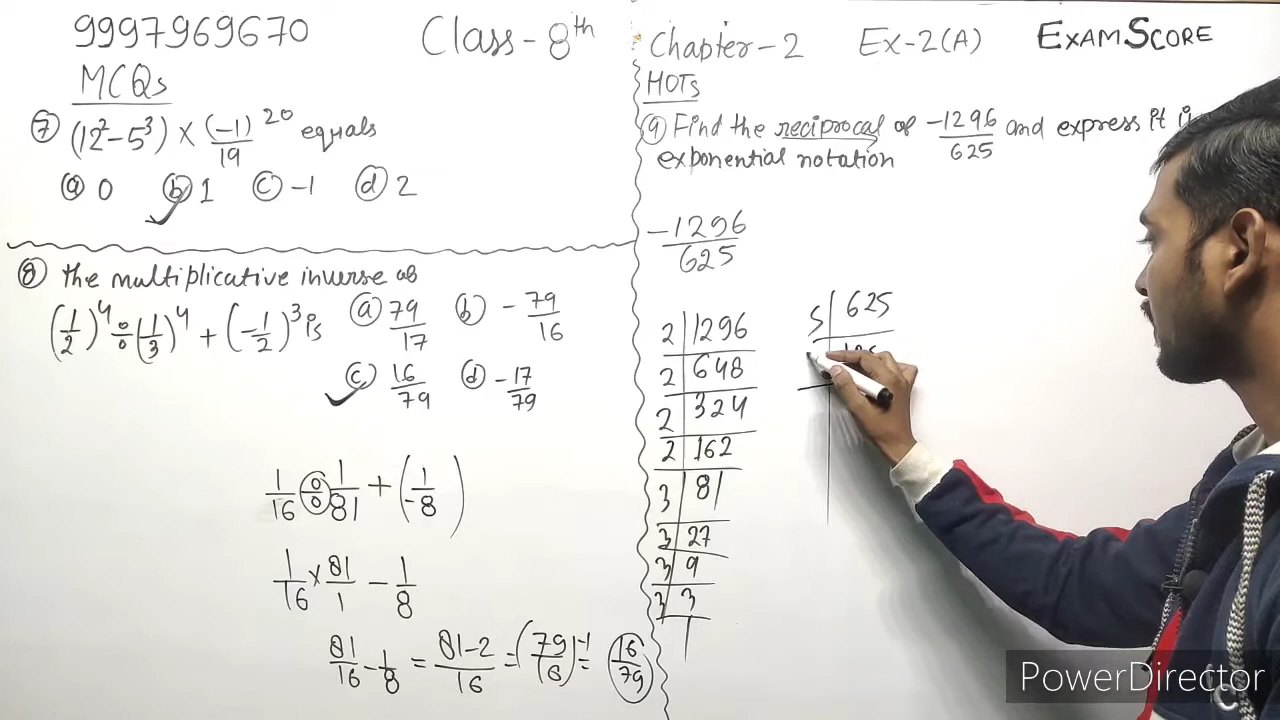 9997969670
Class-8th
Chapter-2
Ex-2(A)
EXAMSCORE
MCQs
⑦ (12²-5³) × (-1)/19 ²⁰ equals
ⓐ 0 ⓑ 1 ⓒ -1 ⓓ 2
⑧ the multiplicative inverse of
(1/2)⁴ ÷ (1/3)⁴ + (-1/2)³ is
ⓐ 79/17 ⓑ -79/16
ⓒ 16/79 ⓓ -17/79
1/16 ÷ 1/81 + (1/-8)
1/16 × 81/1 - 1/8
81/16 - 1/8 = 81-2/16 = (79/16)⁻¹ = 16/79
HOTs
⑨ Find the reciprocal of -1296/625 and express it
exponential notation
-1296/625
2 | 1296
2 | 648
2 | 324
2 | 162
3 | 81
3 | 27
3 | 9
3 | 3
1
5 | 625
PowerDirector